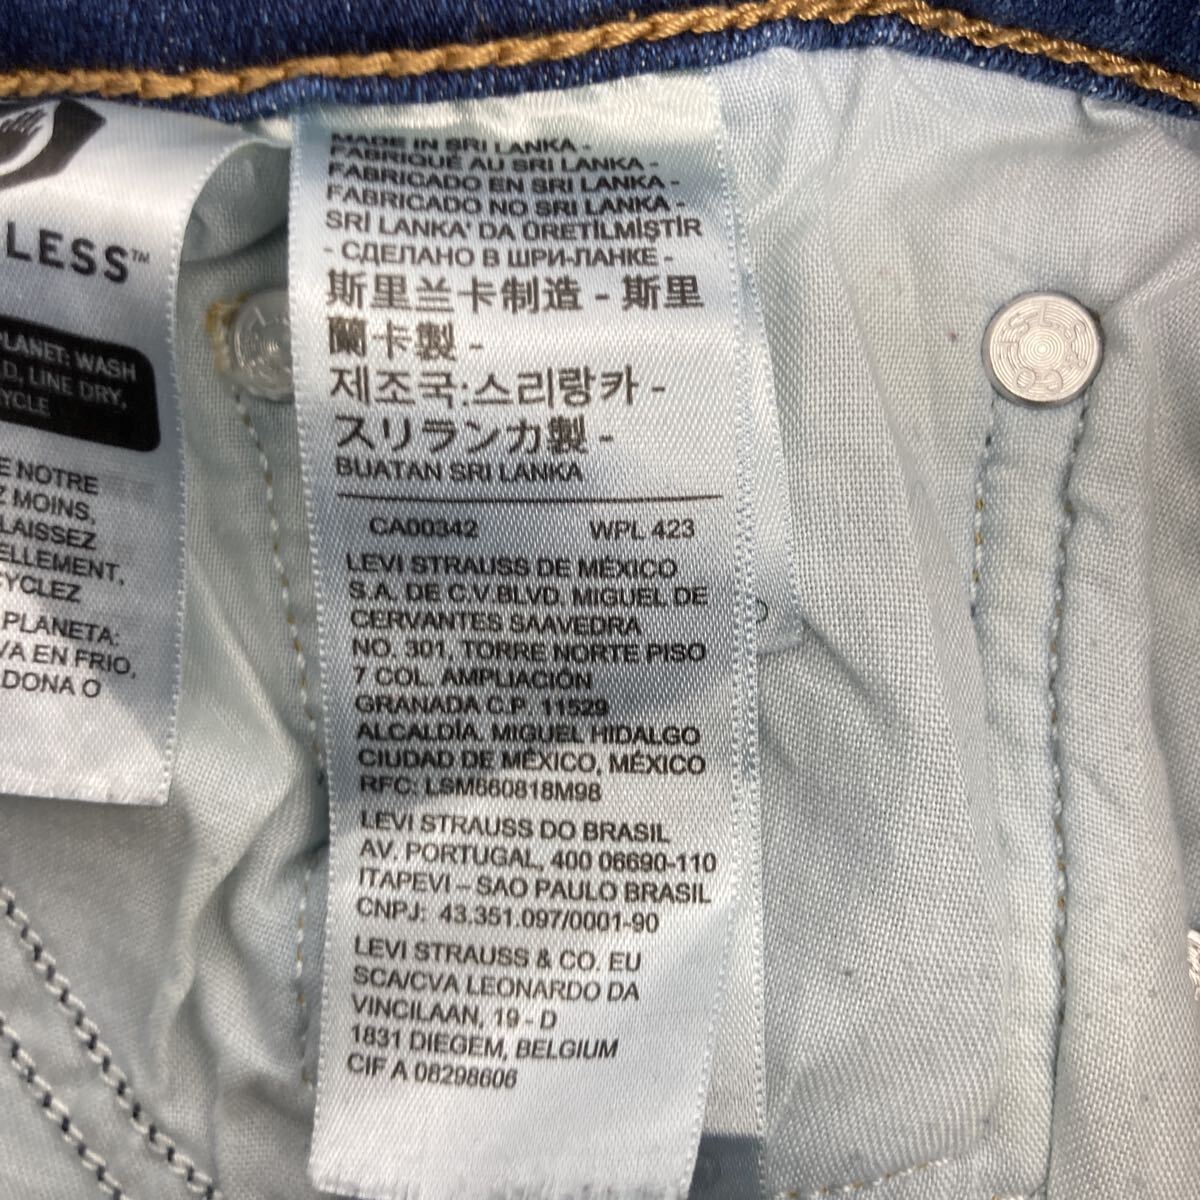 LESS™
PLANET: WASH
D, LINE DRY,
YCLE
E NOTRE
Z MOINS,
LAISSEZ
ELLEMENT,
CYCLEZ
PLANETA:
VA EN FRIO,
DONA O
MADE IN SRI LANKA -
FABRIQUÉ AU SRI LANKA -
FABRICADO EN SRI LANKA -
FABRICADO NO SRI LANKA -
SRİ LANKA' DA ÜRETİLMİŞTİR
- СДЕЛАНО В ШРИ-ЛАНКЕ -
斯里兰卡制造 - 斯里
蘭卡製 -
제조국:스리랑카 -
スリランカ製 -
BUATAN SRI LANKA
CA00342 WPL 423
LEVI STRAUSS DE MÉXICO
S.A. DE C.V.BLVD. MIGUEL DE
CERVANTES SAAVEDRA
NO. 301, TORRE NORTE PISO
7 COL. AMPLIACIÓN
GRANADA C.P. 11529
ALCALDÍA, MIGUEL HIDALGO
CIUDAD DE MÉXICO, MÉXICO
RFC: LSM660818M98
LEVI STRAUSS DO BRASIL
AV. PORTUGAL, 400 06690-110
ITAPEVI – SAO PAULO BRASIL
CNPJ: 43.351.097/0001-90
LEVI STRAUSS & CO. EU
SCA/CVA LEONARDO DA
VINCILAAN, 19 - D
1831 DIEGEM, BELGIUM
CIF A 08298606